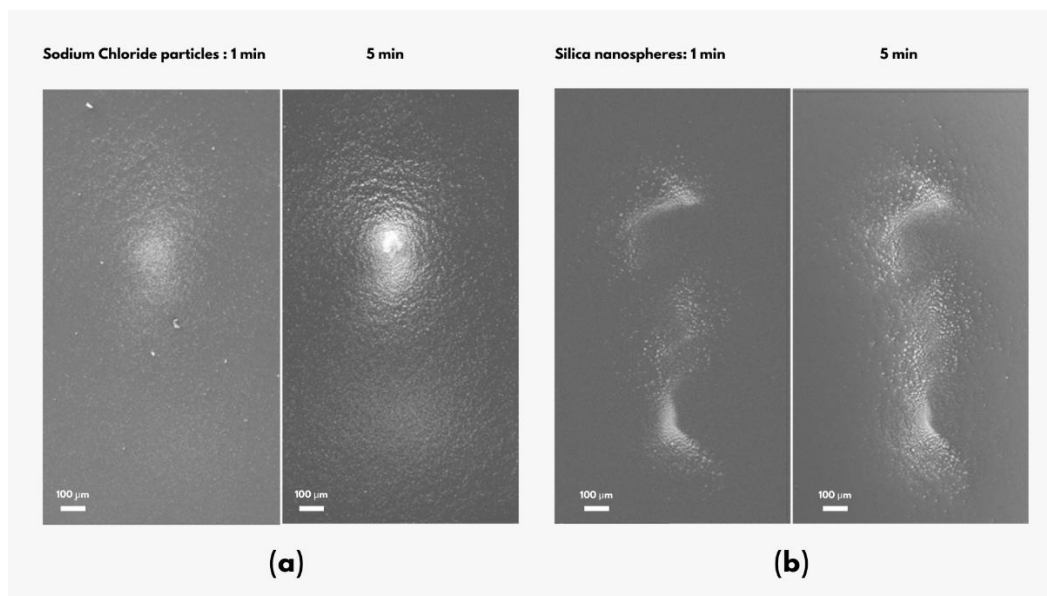 Sodium Chloride particles : 1 min
5 min
Silica nanospheres: 1 min
5 min
100 μm
100 μm
100 μm
100 μm
(a)
(b)